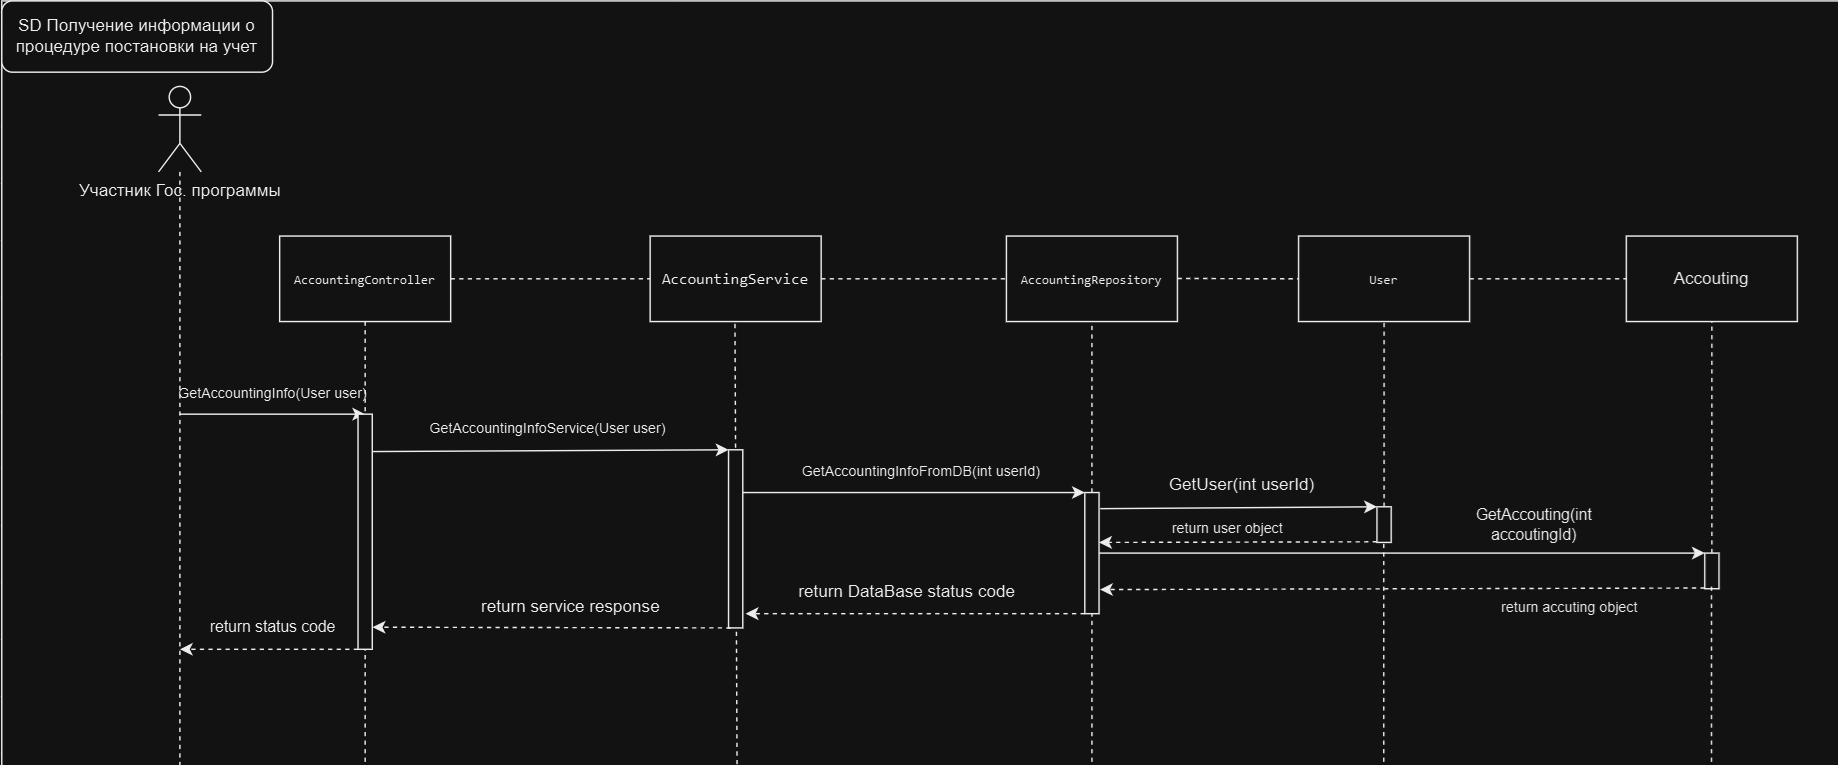 SD Получение информации о
процедуре постановки на учет
Участник Гос. программы
AccountingController
AccountingService
AccountingRepository
User
Accouting
GetAccountingInfo(User user)
GetAccountingInfoService(User user)
GetAccountingInfoFromDB(int userId)
GetUser(int userId)
GetAccouting(int
accoutingId)
return user object
return DataBase status code
return service response
return accuting object
return status code